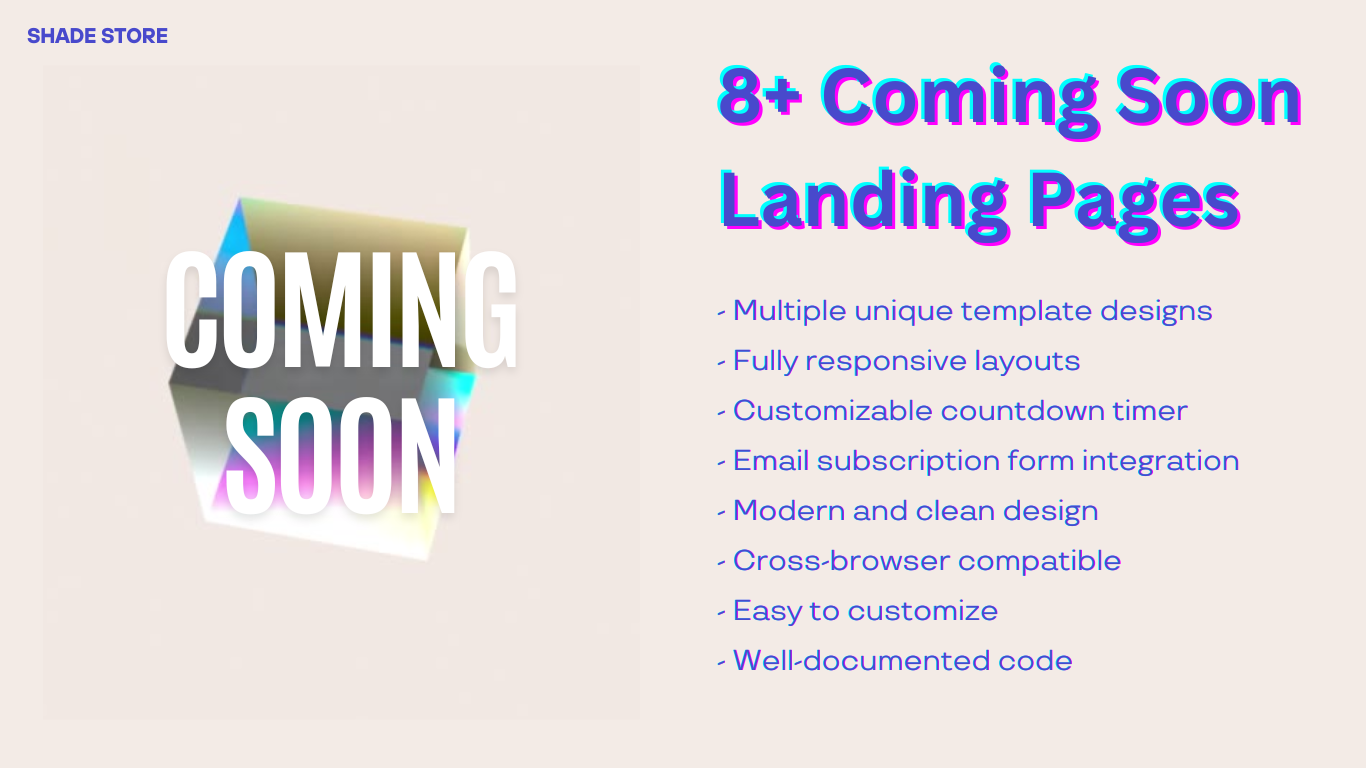 SHADE STORE
COMING
SOON
8+ Coming Soon
Landing Pages
- Multiple unique template designs
- Fully responsive layouts
- Customizable countdown timer
- Email subscription form integration
- Modern and clean design
- Cross-browser compatible
- Easy to customize
- Well-documented code